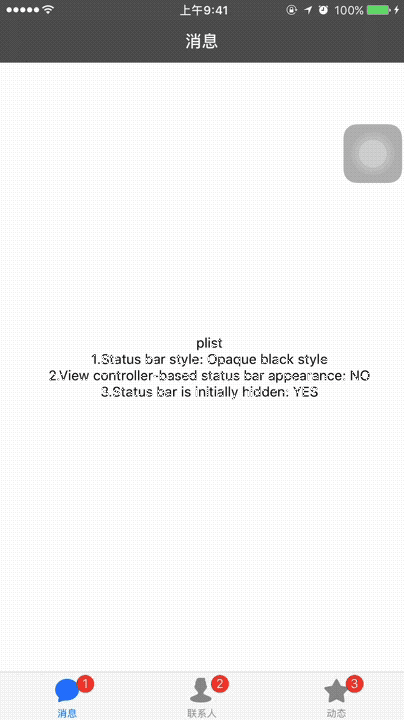 上午9:41
100%
消息
plist
1.Status bar style: Opaque black style
2.View controller-based status bar appearance: NO
3.Status bar is initially hidden: YES
1
2
3
消息
联系人
动态